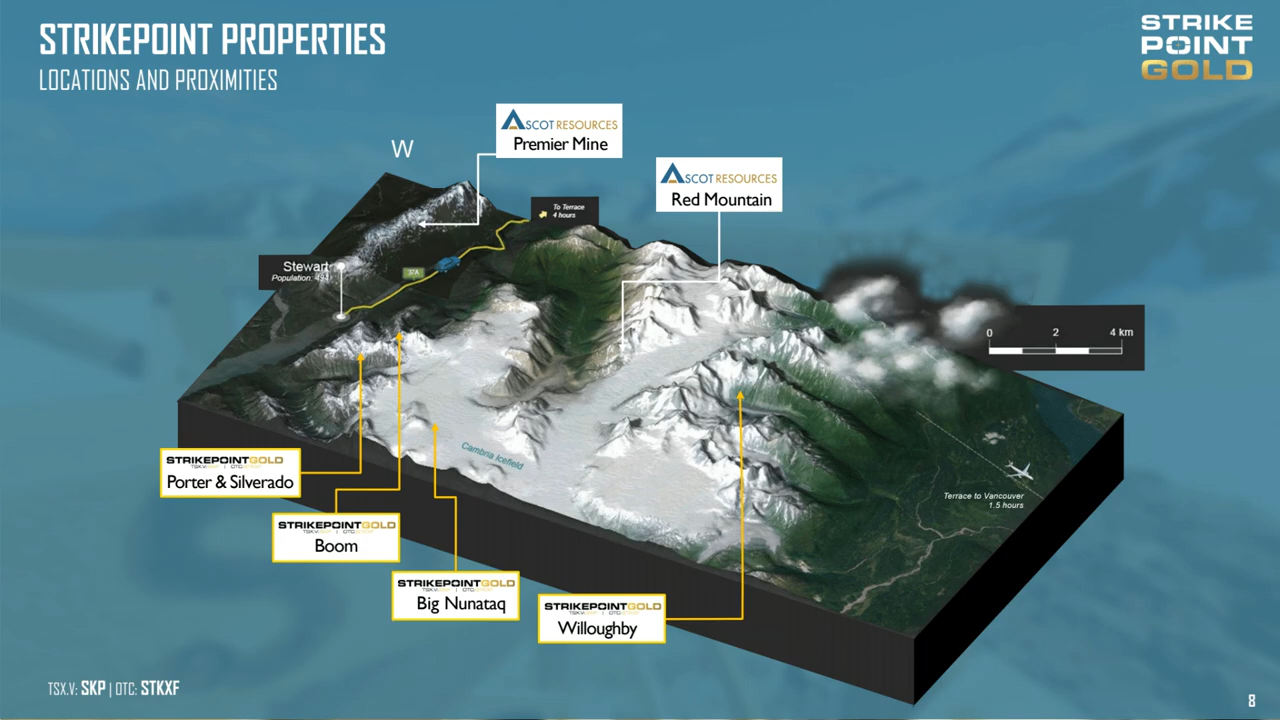 STRIKEPOINT PROPERTIES
LOCATIONS AND PROXIMITIES
STRIKE
POINT
GOLD
W
ASCOT RESOURCES
Premier Mine
ASCOT RESOURCES
Red Mountain
To Terrace
4 hours
Stewart
Population:
37A
0 2 4 km
Cambria Icefield
Terrace to Vancouver
1.5 hours
STRIKEPOINTGOLD
Porter & Silverado
STRIKEPOINTGOLD
Boom
STRIKEPOINTGOLD
Big Nunataq
STRIKEPOINTGOLD
Willoughby
TSX.V: SKP | OTC: STKXF
8